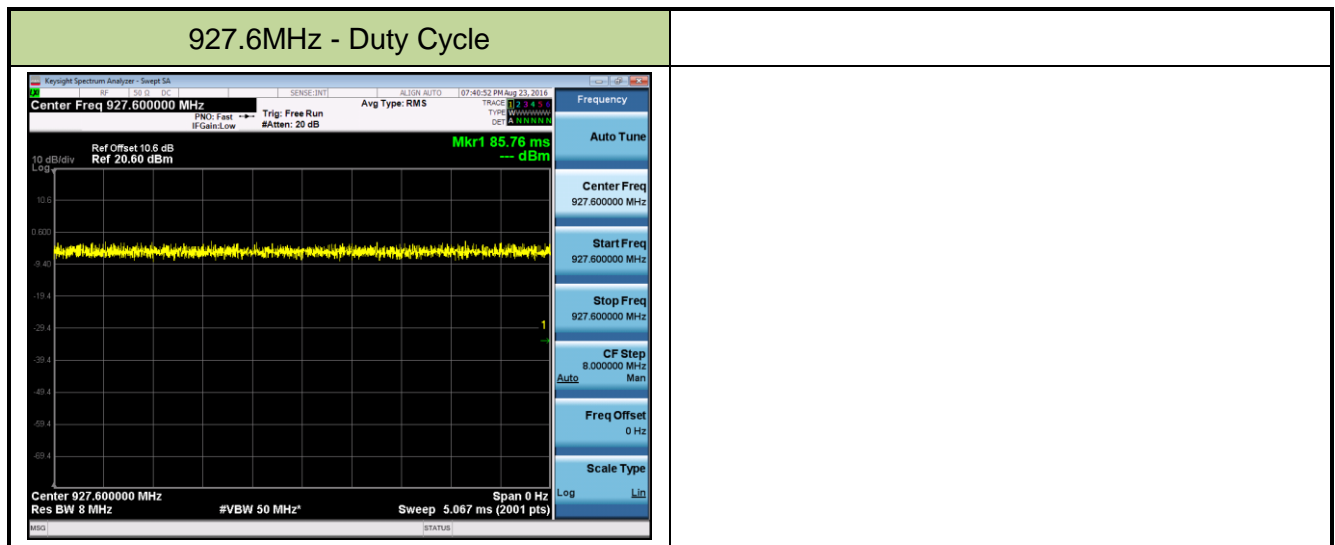 927.6MHz - Duty Cycle
Keysight Spectrum Analyzer - Swept SA
LXI RF 50 Ω DC SENSE:INT ALIGN AUTO 07:40:52 PM Aug 23, 2016
Center Freq 927.600000 MHz
PNO: Fast
IFGain:Low
Trig: Free Run
#Atten: 20 dB
Avg Type: RMS
TRACE 1 2 3 4 5 6
TYPE WWWWWW
DET A N N N N N
Mkr1 85.76 ms
--- dBm
Ref Offset 10.6 dB
10 dB/div Ref 20.60 dBm
Log
10.6
0.600
-9.40
-19.4
-29.4
1
-39.4
-49.4
-59.4
-69.4
Center 927.600000 MHz Span 0 Hz
Res BW 8 MHz #VBW 50 MHz* Sweep 5.067 ms (2001 pts)
MSG STATUS
Frequency
Auto Tune
Center Freq
927.600000 MHz
Start Freq
927.600000 MHz
Stop Freq
927.600000 MHz
CF Step
8.000000 MHz
Auto Man
Freq Offset
0 Hz
Scale Type
Log Lin